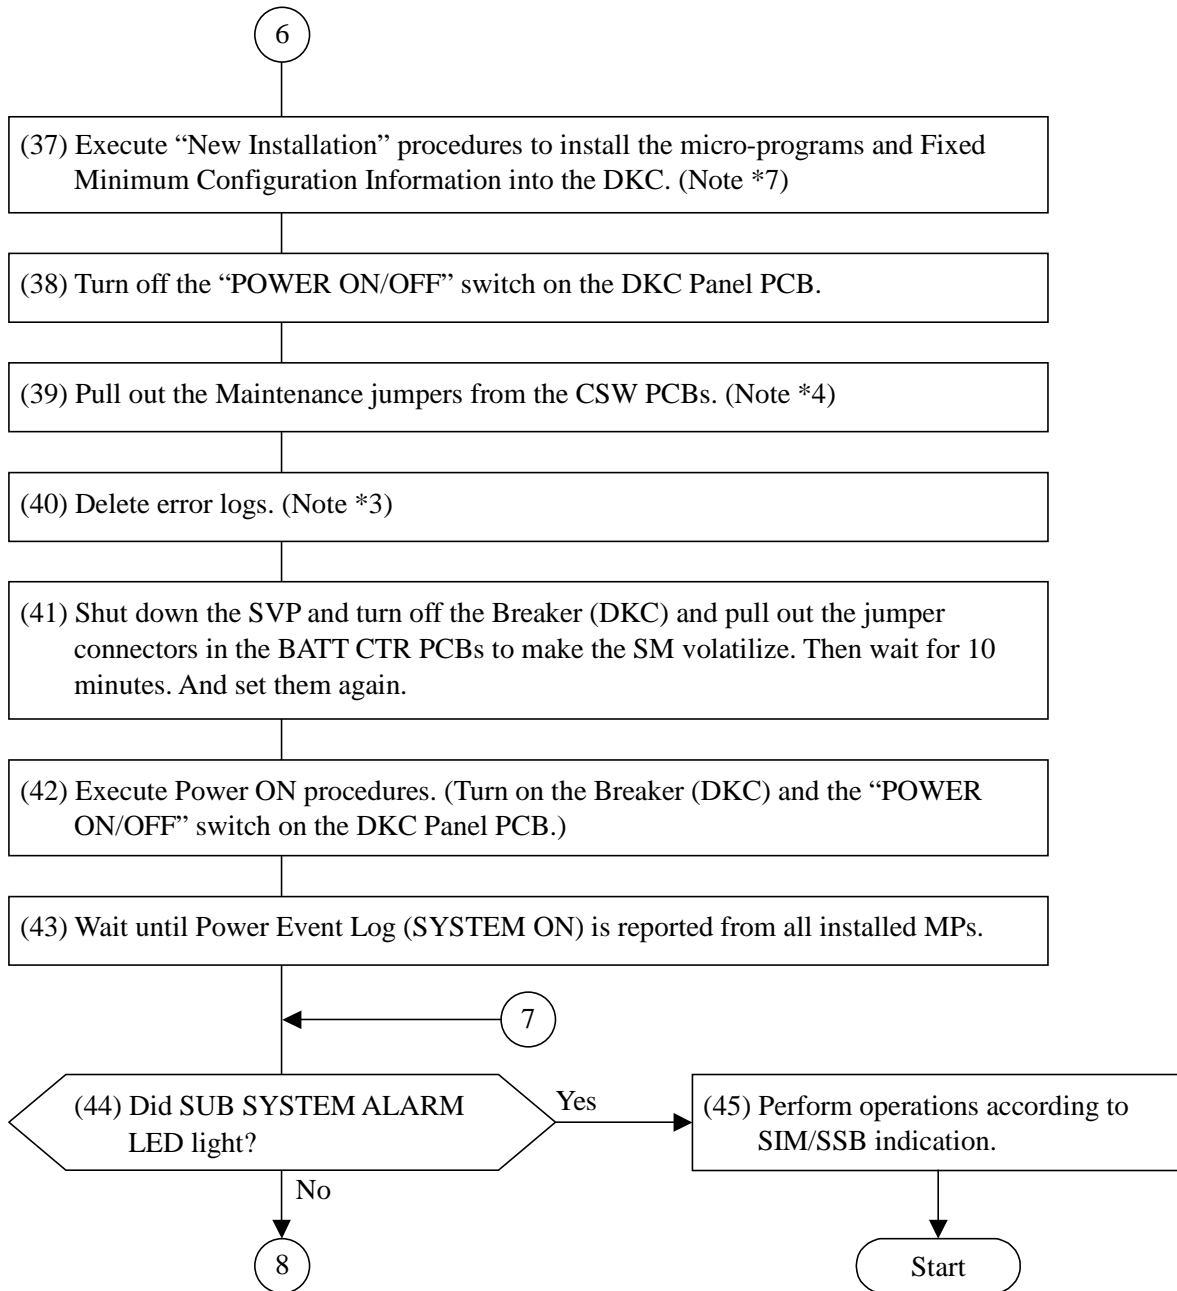 6
(37) Execute “New Installation” procedures to install the micro-programs and Fixed
Minimum Configuration Information into the DKC. (Note *7)
(38) Turn off the “POWER ON/OFF” switch on the DKC Panel PCB.
(39) Pull out the Maintenance jumpers from the CSW PCBs. (Note *4)
(40) Delete error logs. (Note *3)
(41) Shut down the SVP and turn off the Breaker (DKC) and pull out the jumper
connectors in the BATT CTR PCBs to make the SM volatilize. Then wait for 10
minutes. And set them again.
(42) Execute Power ON procedures. (Turn on the Breaker (DKC) and the “POWER
ON/OFF” switch on the DKC Panel PCB.)
(43) Wait until Power Event Log (SYSTEM ON) is reported from all installed MPs.
7
(44) Did SUB SYSTEM ALARM
LED light?
Yes
(45) Perform operations according to
SIM/SSB indication.
No
8
Start